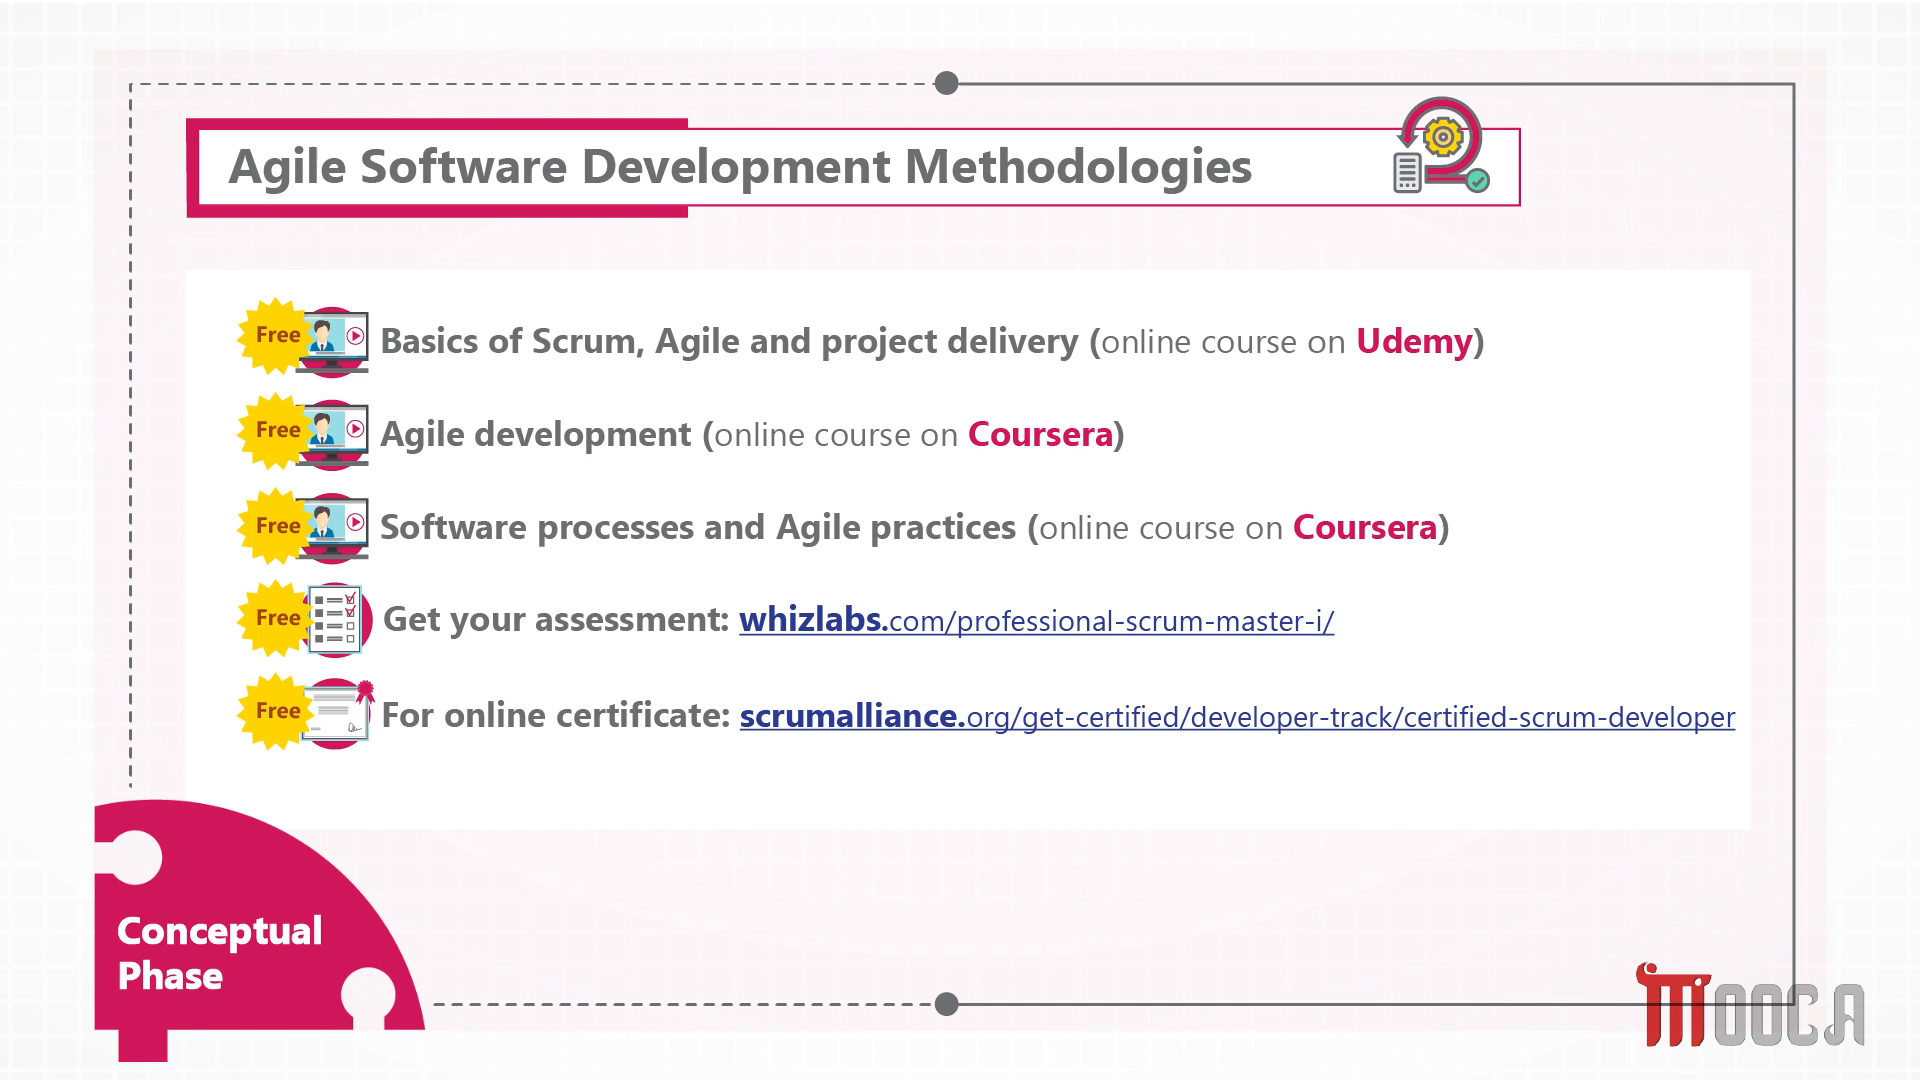 Agile Software Development Methodologies
Free
Basics of Scrum, Agile and project delivery (online course on Udemy)
Free
Agile development (online course on Coursera)
Free
Software processes and Agile practices (online course on Coursera)
Free
Get your assessment: whizlabs.com/professional-scrum-master-i/
Free
For online certificate: scrumalliance.org/get-certified/developer-track/certified-scrum-developer
Conceptual
Phase
MOOCA